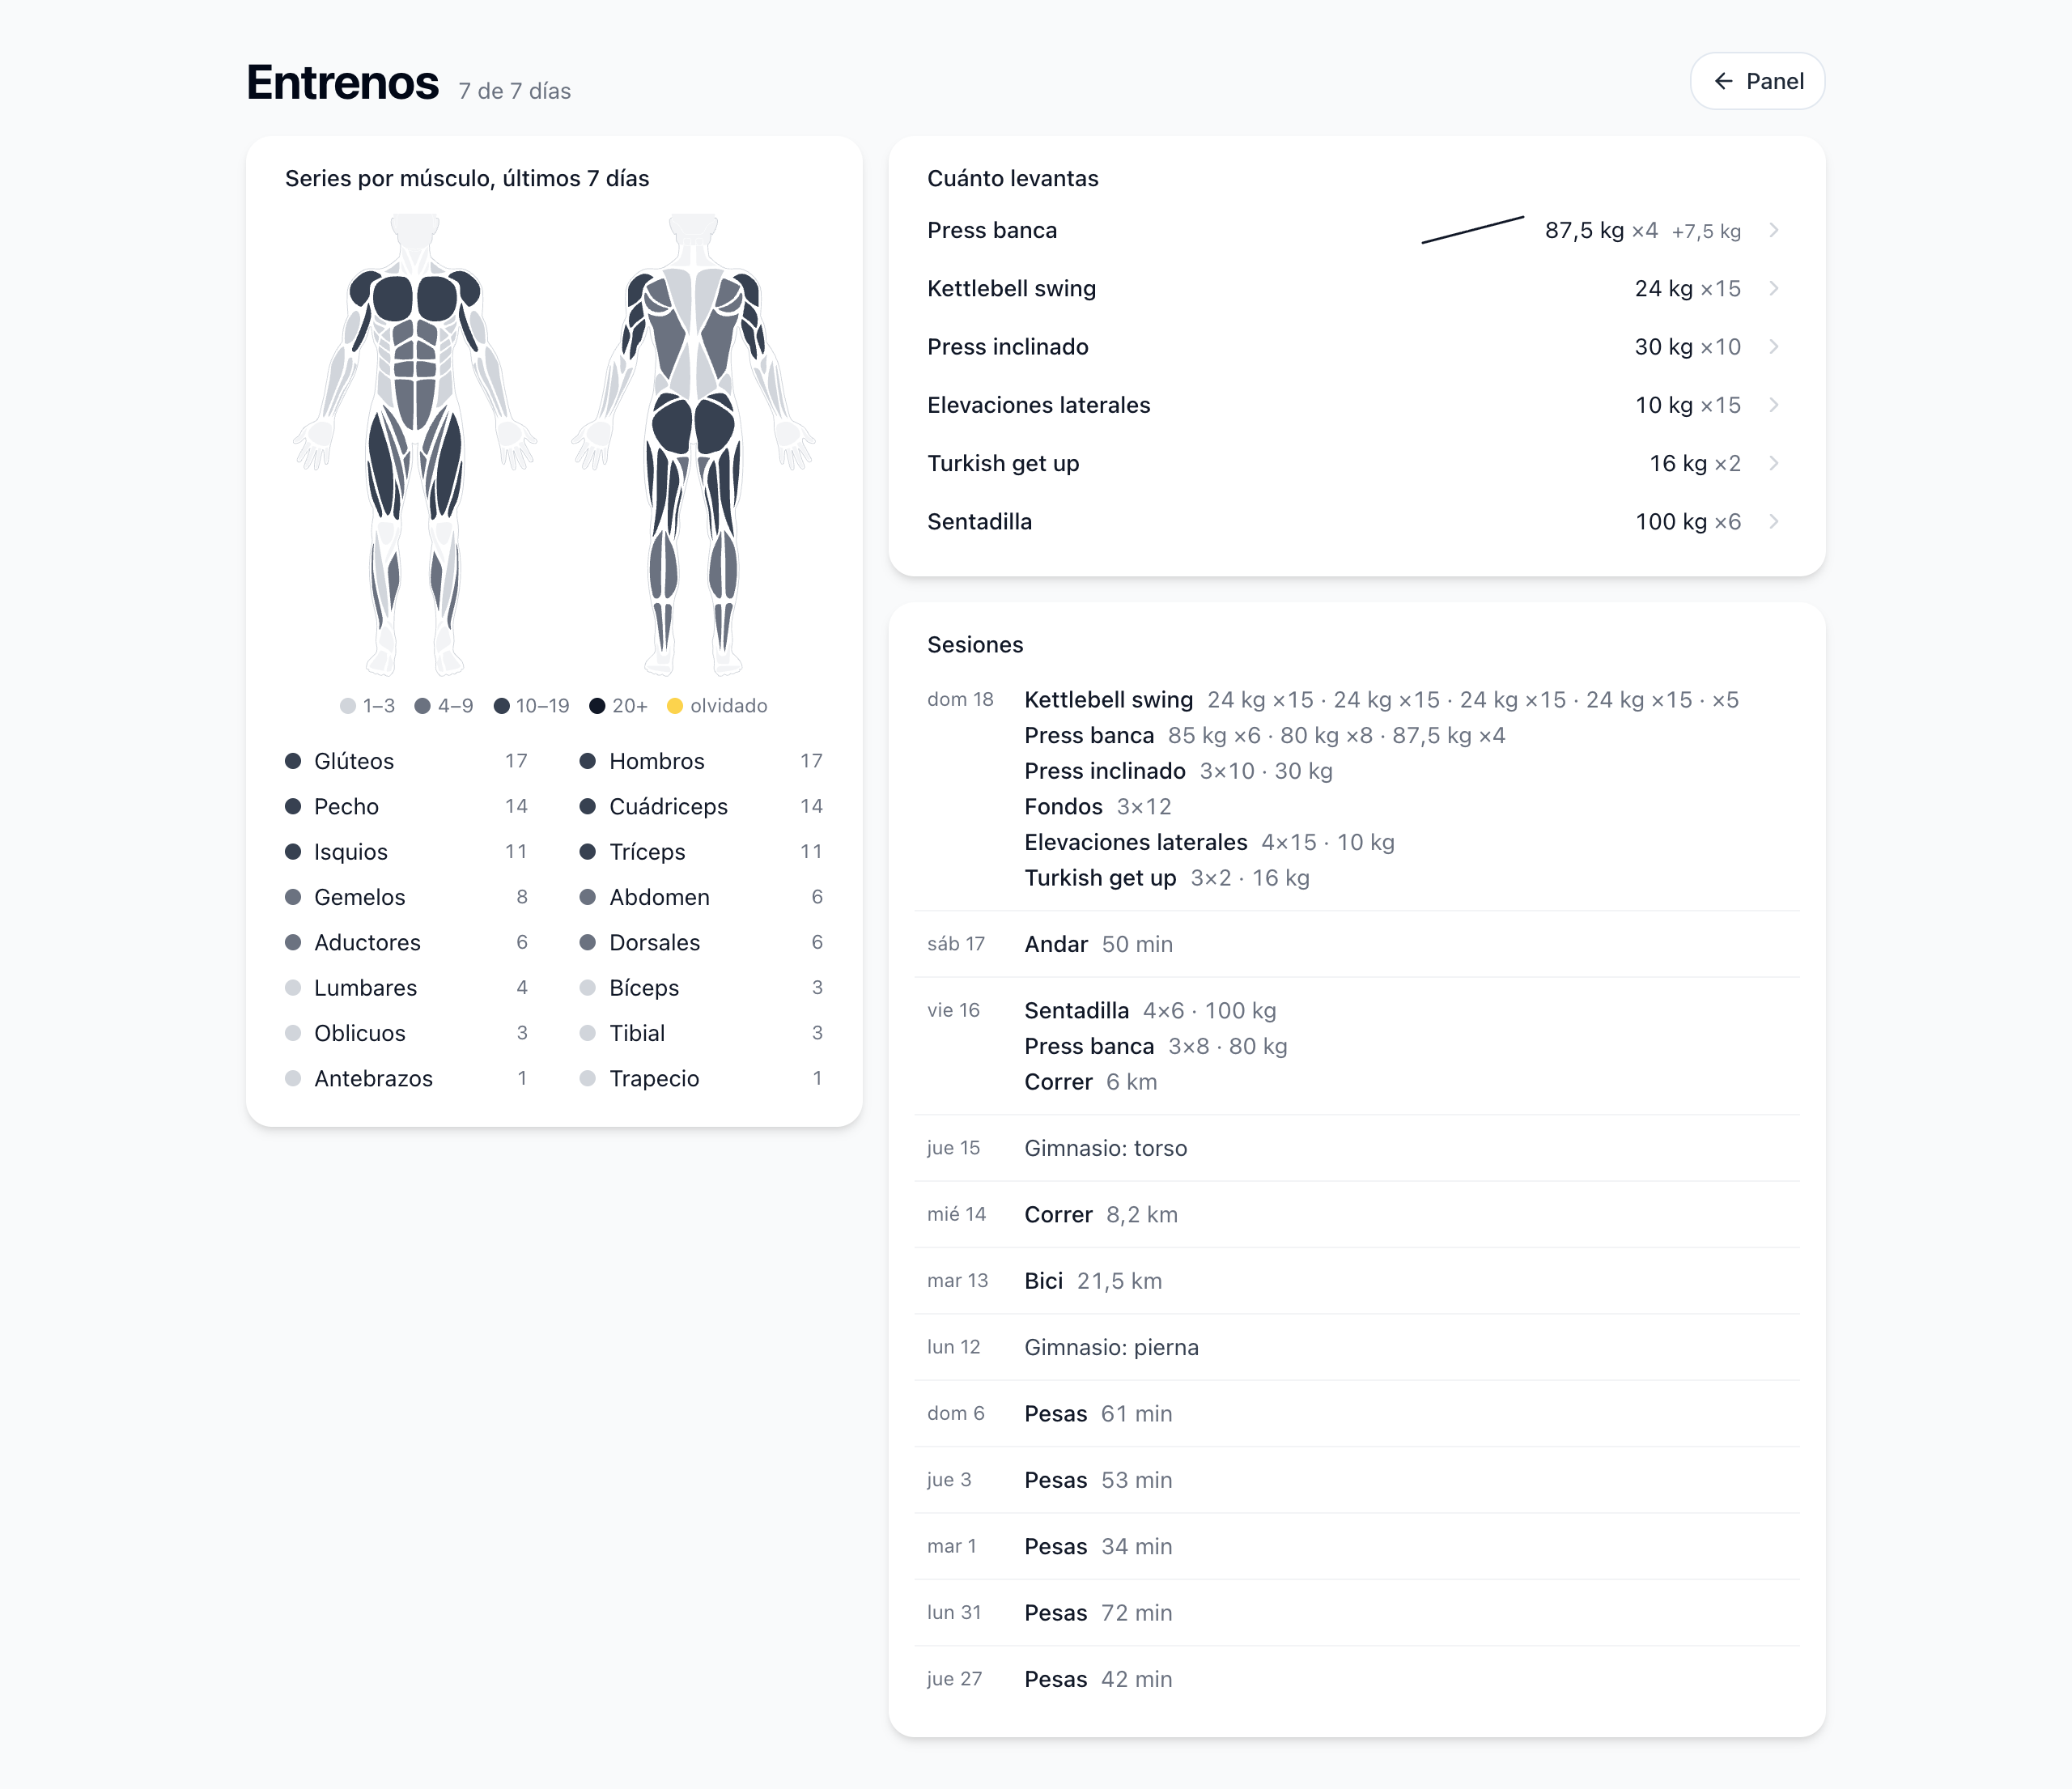 Entrenos 7 de 7 días
← Panel
Series por músculo, últimos 7 días
1–3 4–9 10–19 20+ olvidado
Glúteos 17 Hombros 17
Pecho 14 Cuádriceps 14
Isquios 11 Tríceps 11
Gemelos 8 Abdomen 6
Aductores 6 Dorsales 6
Lumbares 4 Bíceps 3
Oblicuos 3 Tibial 3
Antebrazos 1 Trapecio 1
Cuánto levantas
Press banca 87,5 kg ×4 +7,5 kg
Kettlebell swing 24 kg ×15
Press inclinado 30 kg ×10
Elevaciones laterales 10 kg ×15
Turkish get up 16 kg ×2
Sentadilla 100 kg ×6
Sesiones
dom 18 Kettlebell swing 24 kg ×15 · 24 kg ×15 · 24 kg ×15 · 24 kg ×15 · ×5
Press banca 85 kg ×6 · 80 kg ×8 · 87,5 kg ×4
Press inclinado 3×10 · 30 kg
Fondos 3×12
Elevaciones laterales 4×15 · 10 kg
Turkish get up 3×2 · 16 kg
sáb 17 Andar 50 min
vie 16 Sentadilla 4×6 · 100 kg
Press banca 3×8 · 80 kg
Correr 6 km
jue 15 Gimnasio: torso
mié 14 Correr 8,2 km
mar 13 Bici 21,5 km
lun 12 Gimnasio: pierna
dom 6 Pesas 61 min
jue 3 Pesas 53 min
mar 1 Pesas 34 min
lun 31 Pesas 72 min
jue 27 Pesas 42 min